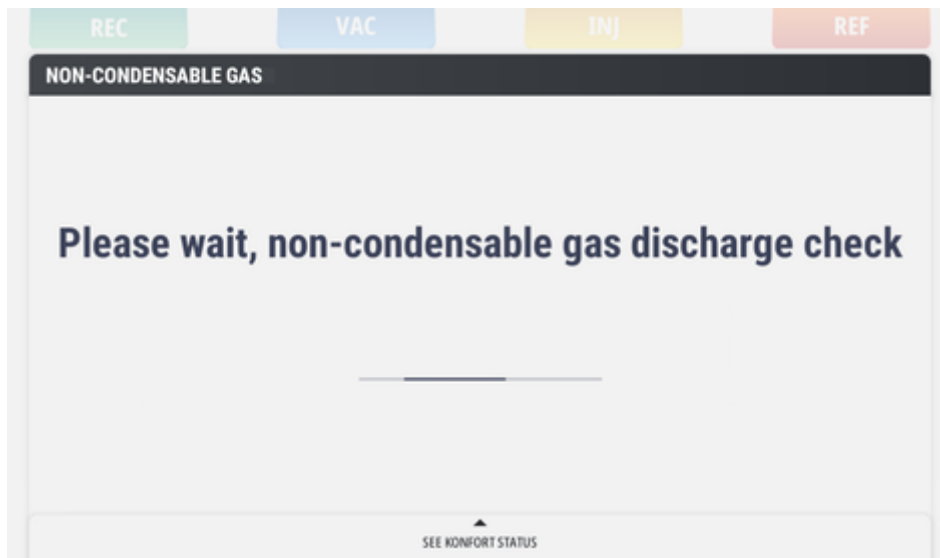 REC
VAC
INJ
REF
NON-CONDENSABLE GAS
Please wait, non-condensable gas discharge check
SEE KONFORT STATUS